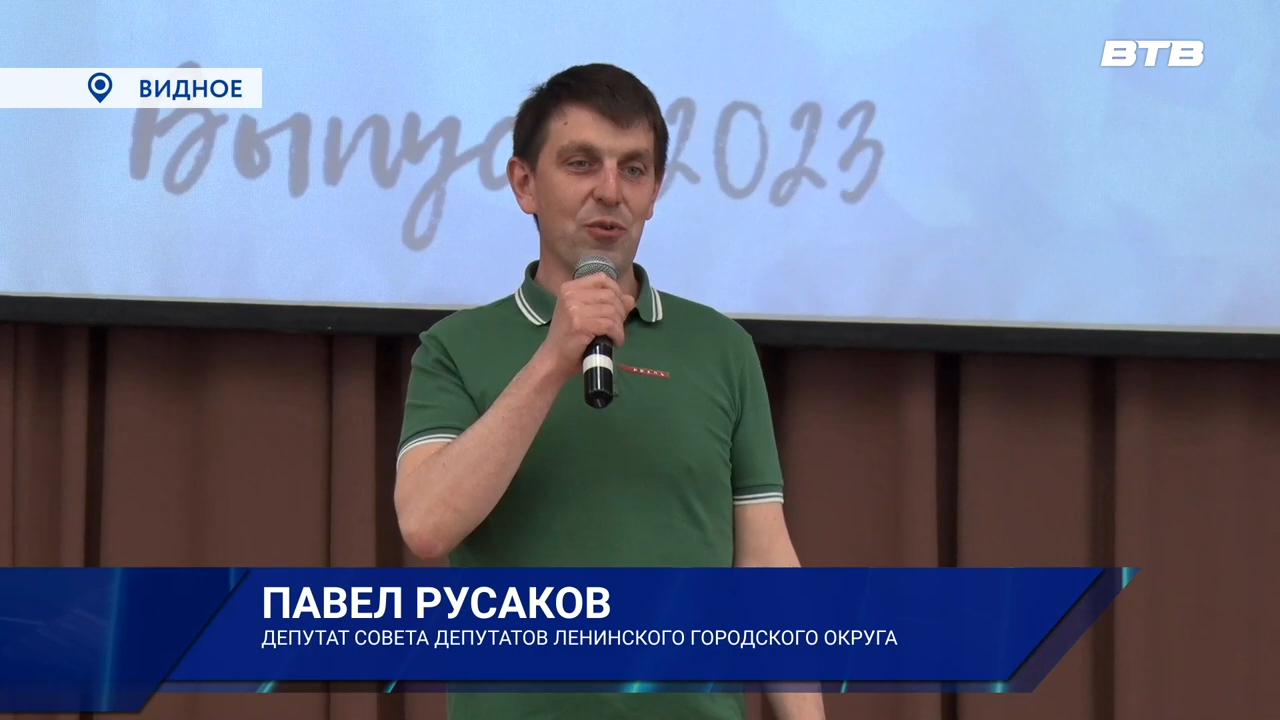 ВТВ
ВИДНОЕ
2023
ПАВЕЛ РУСАКОВ
ДЕПУТАТ СОВЕТА ДЕПУТАТОВ ЛЕНИНСКОГО ГОРОДСКОГО ОКРУГА